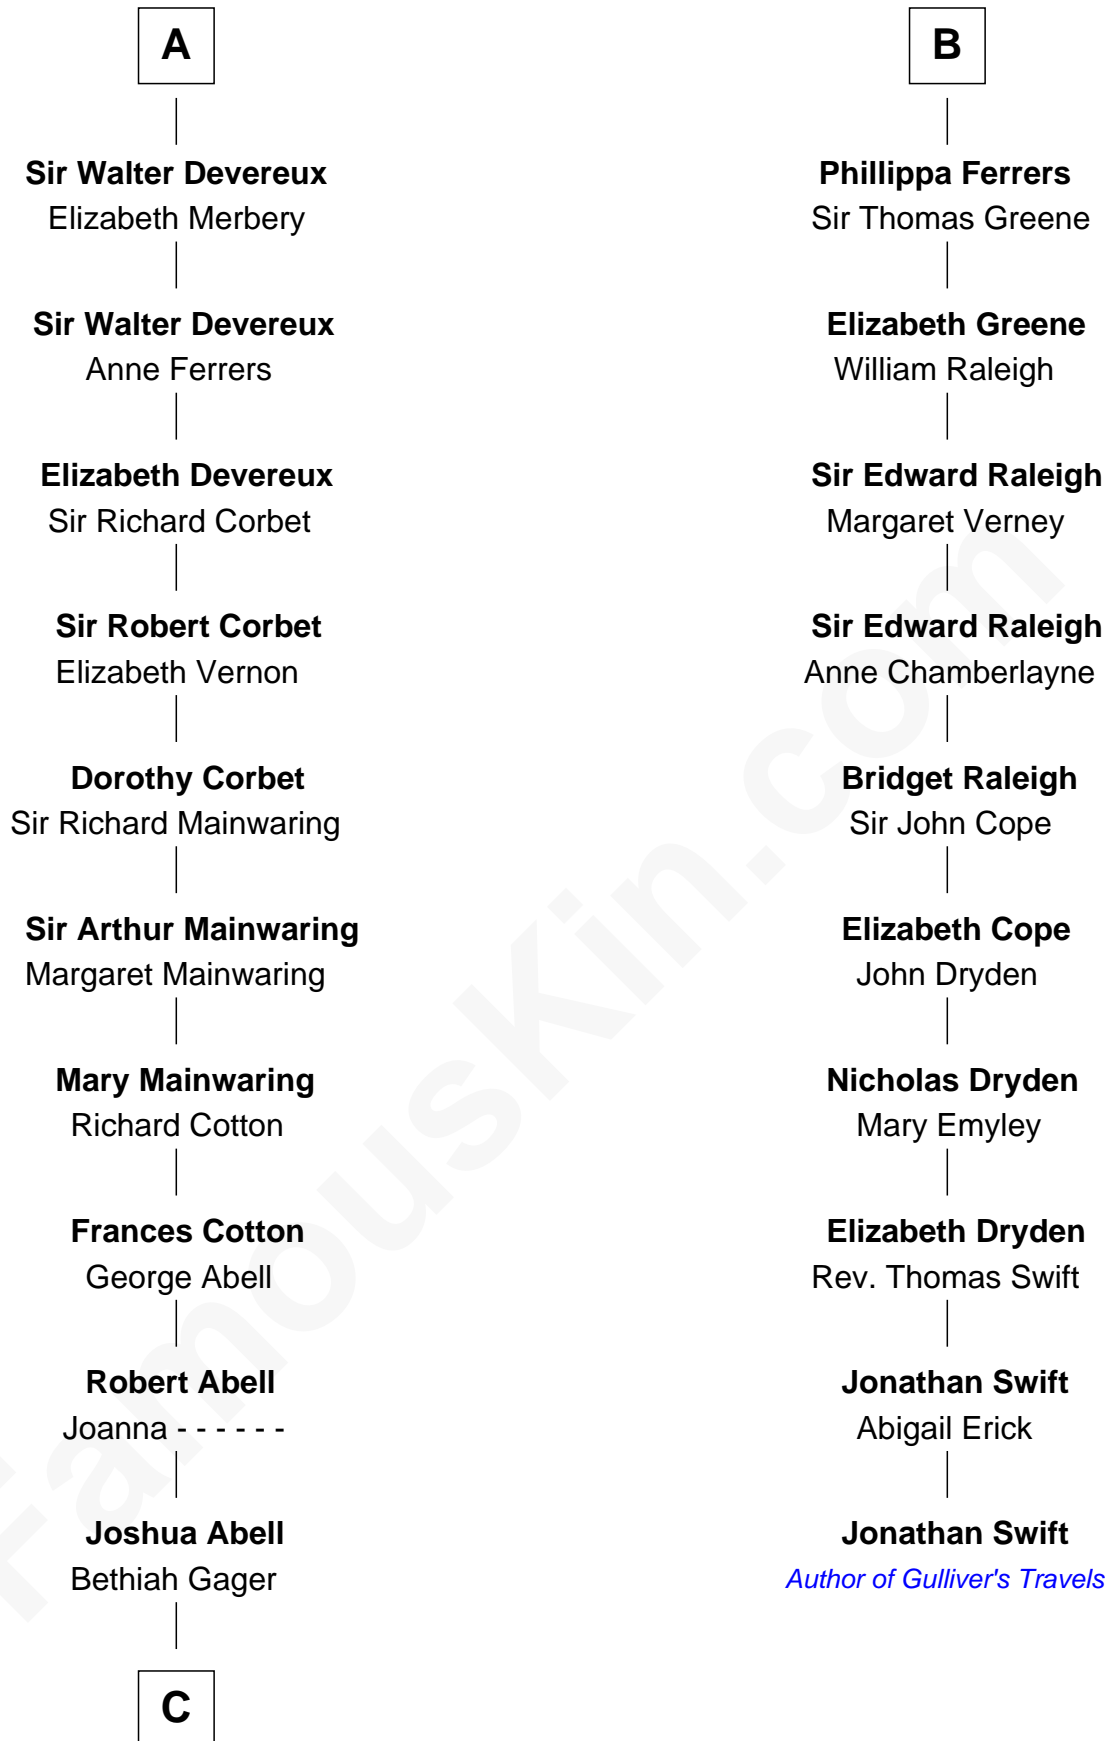 A
Sir Walter Devereux
Elizabeth Merbery
Sir Walter Devereux
Anne Ferrers
Elizabeth Devereux
Sir Richard Corbet
Sir Robert Corbet
Elizabeth Vernon
Dorothy Corbet
Sir Richard Mainwaring
Sir Arthur Mainwaring
Margaret Mainwaring
Mary Mainwaring
Richard Cotton
Frances Cotton
George Abell
Robert Abell
Joanna - - - - - -
Joshua Abell
Bethiah Gager
C
B
Phillippa Ferrers
Sir Thomas Greene
Elizabeth Greene
William Raleigh
Sir Edward Raleigh
Margaret Verney
Sir Edward Raleigh
Anne Chamberlayne
Bridget Raleigh
Sir John Cope
Elizabeth Cope
John Dryden
Nicholas Dryden
Mary Emyley
Elizabeth Dryden
Rev. Thomas Swift
Jonathan Swift
Abigail Erick
Jonathan Swift
Author of Gulliver's Travels
FamousKin.com